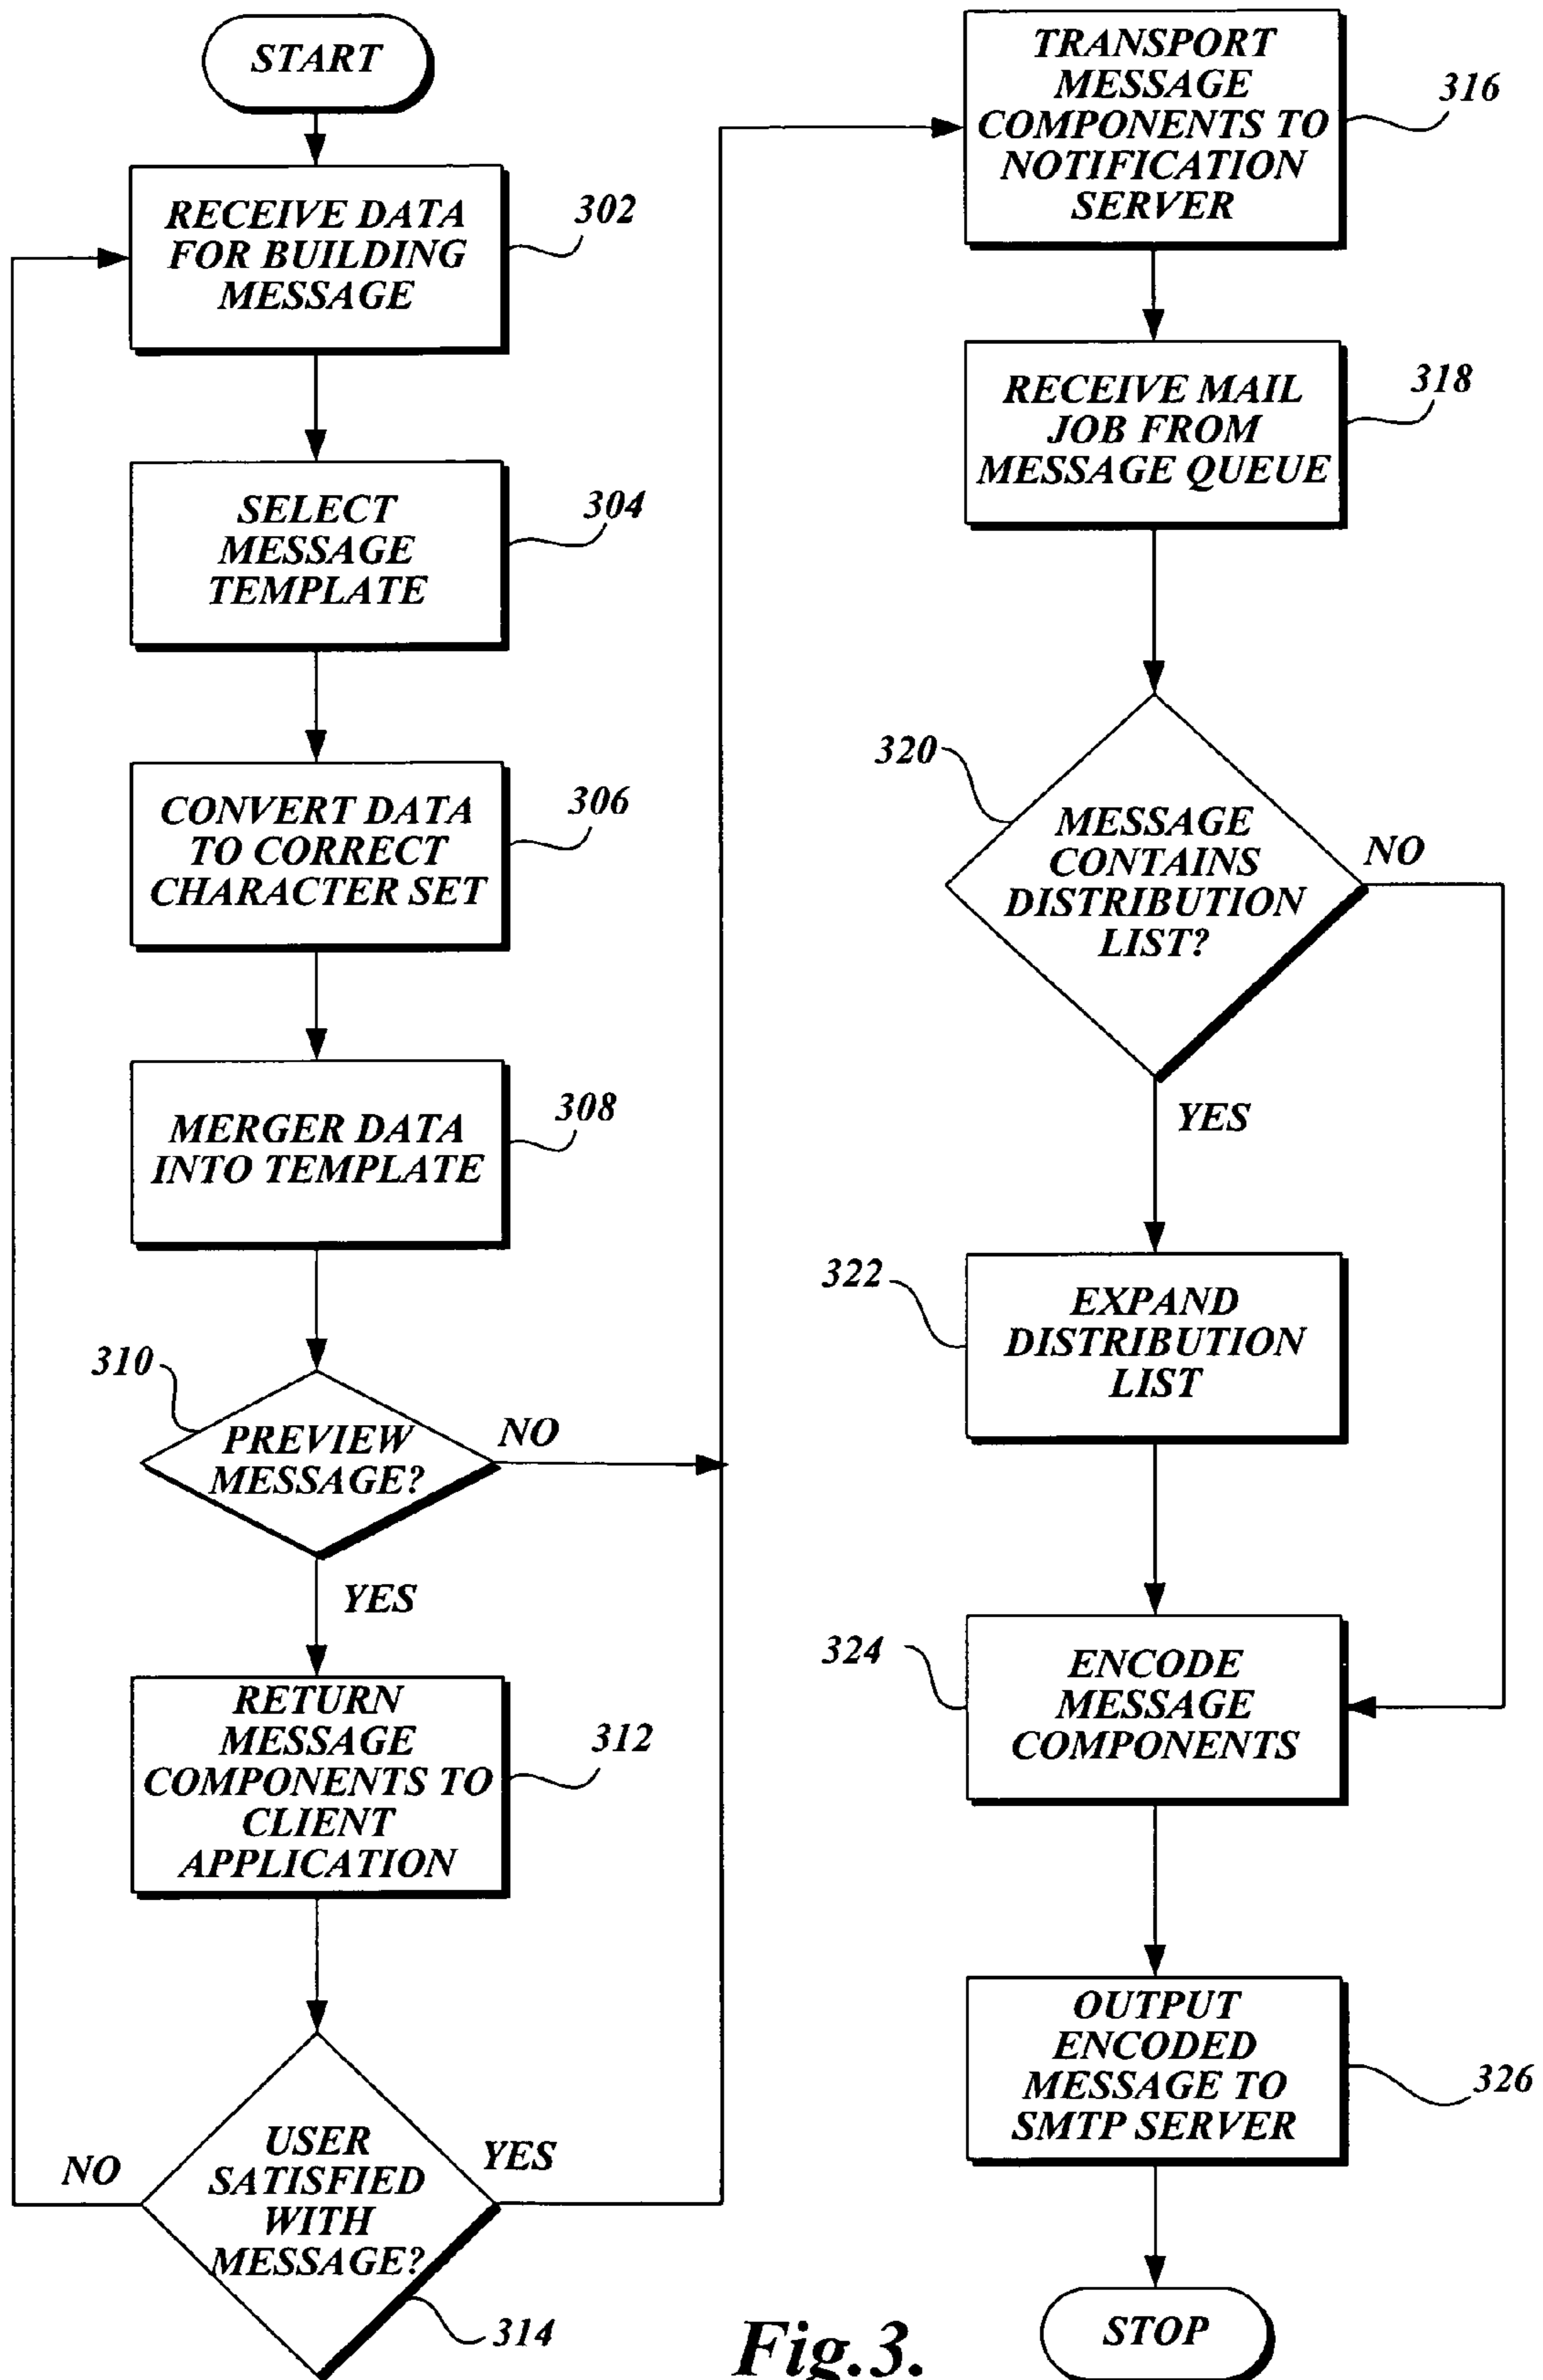 START
RECEIVE DATA
FOR BUILDING
MESSAGE
302
SELECT
MESSAGE
TEMPLATE
304
CONVERT DATA
TO CORRECT
CHARACTER SET
306
MERGER DATA
INTO TEMPLATE
308
310
PREVIEW
MESSAGE?
NO
YES
RETURN
MESSAGE
COMPONENTS TO
CLIENT
APPLICATION
312
USER
SATISFIED
WITH
MESSAGE?
NO
YES
314
TRANSPORT
MESSAGE
COMPONENTS TO
NOTIFICATION
SERVER
316
RECEIVE MAIL
JOB FROM
MESSAGE QUEUE
318
320
MESSAGE
CONTAINS
DISTRIBUTION
LIST?
NO
YES
322
EXPAND
DISTRIBUTION
LIST
324
ENCODE
MESSAGE
COMPONENTS
OUTPUT
ENCODED
MESSAGE TO
SMTP SERVER
326
STOP
Fig.3.